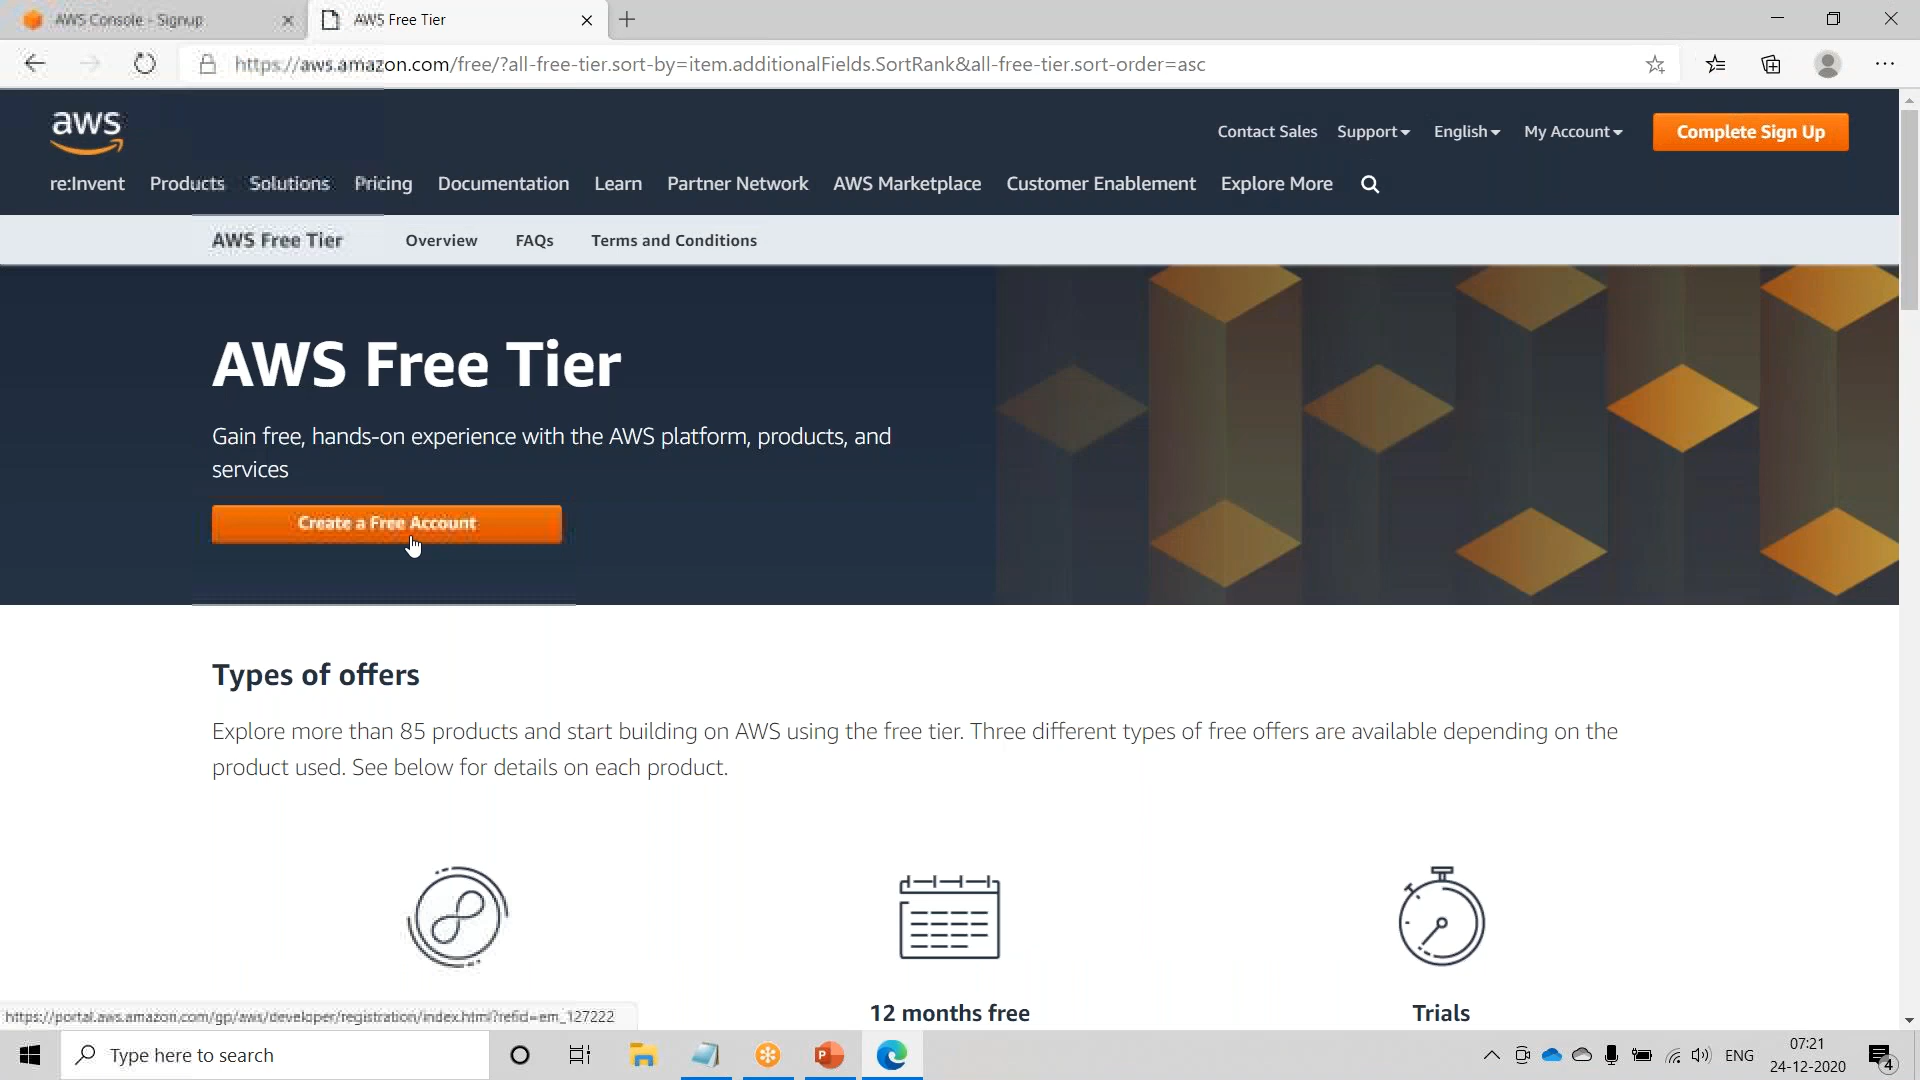 AWS Console - Signup
AWS Free Tier
https://aws.amazon.com/free/?all-free-tier.sort-by=item.additionalFields.SortRank&all-free-tier.sort-order=asc
aws
Contact Sales Support English My Account Complete Sign Up
re:Invent Products Solutions Pricing Documentation Learn Partner Network AWS Marketplace Customer Enablement Explore More
AWS Free Tier Overview FAQs Terms and Conditions
AWS Free Tier
Gain free, hands-on experience with the AWS platform, products, and
services
Create a Free Account
Types of offers
Explore more than 85 products and start building on AWS using the free tier. Three different types of free offers are available depending on the
product used. See below for details on each product.
12 months free
Trials
https://portal.aws.amazon.com/gp/aws/developer/registration/index.html?refid=em_127222
Type here to search
P
ENG
07:21
24-12-2020
4